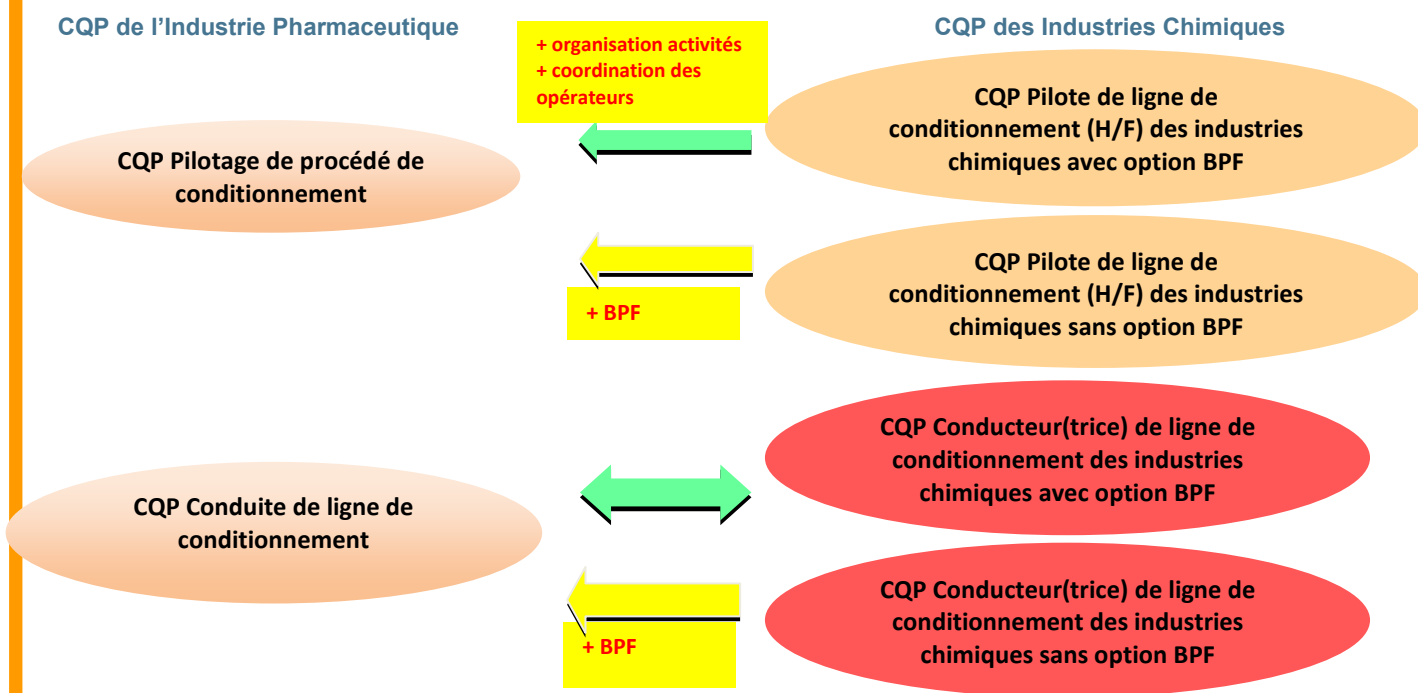 CQP de l'Industrie Pharmaceutique
CQP des Industries Chimiques
+ organisation activités
+ coordination des
opérateurs
CQP Pilote de ligne de
conditionnement (H/F) des industries
chimiques avec option BPF
CQP Pilotage de procédé de
conditionnement
CQP Pilote de ligne de
conditionnement (H/F) des industries
chimiques sans option BPF
+ BPF
CQP Conducteur(trice) de ligne de
conditionnement des industries
chimiques avec option BPF
CQP Conduite de ligne de
conditionnement
CQP Conducteur(trice) de ligne de
conditionnement des industries
chimiques sans option BPF
+ BPF